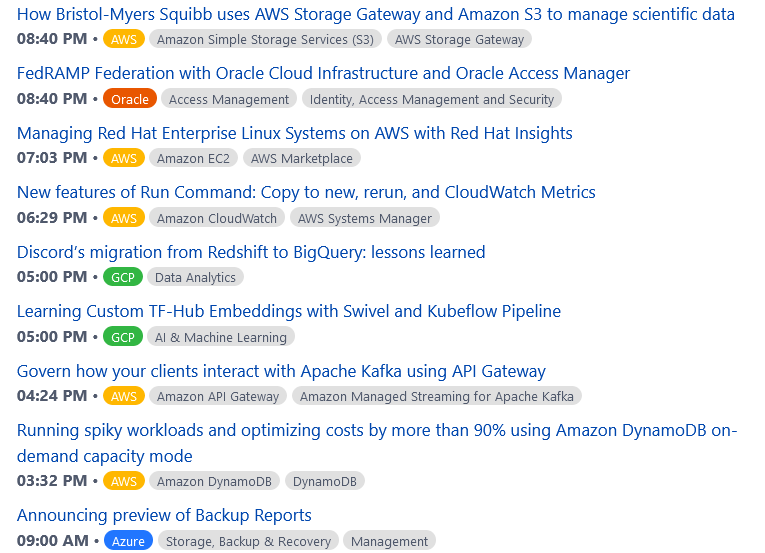 How Bristol-Myers Squibb uses AWS Storage Gateway and Amazon S3 to manage scientific data
08:40 PM • AWS Amazon Simple Storage Services (S3) AWS Storage Gateway
FedRAMP Federation with Oracle Cloud Infrastructure and Oracle Access Manager
08:40 PM • Oracle Access Management Identity, Access Management and Security
Managing Red Hat Enterprise Linux Systems on AWS with Red Hat Insights
07:03 PM • AWS Amazon EC2 AWS Marketplace
New features of Run Command: Copy to new, rerun, and CloudWatch Metrics
06:29 PM • AWS Amazon CloudWatch AWS Systems Manager
Discord’s migration from Redshift to BigQuery: lessons learned
05:00 PM • GCP Data Analytics
Learning Custom TF-Hub Embeddings with Swivel and Kubeflow Pipeline
05:00 PM • GCP AI & Machine Learning
Govern how your clients interact with Apache Kafka using API Gateway
04:24 PM • AWS Amazon API Gateway Amazon Managed Streaming for Apache Kafka
Running spiky workloads and optimizing costs by more than 90% using Amazon DynamoDB on-
demand capacity mode
03:32 PM • AWS Amazon DynamoDB DynamoDB
Announcing preview of Backup Reports
09:00 AM • Azure Storage, Backup & Recovery Management